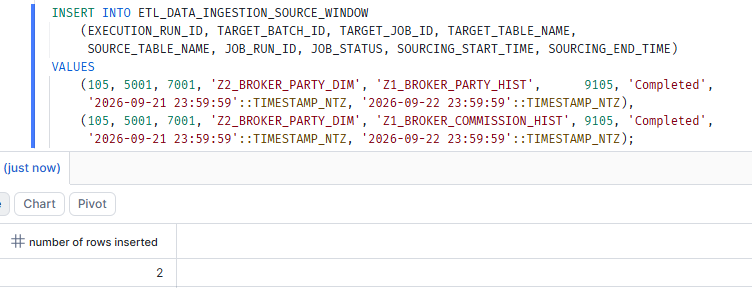 INSERT INTO ETL_DATA_INGESTION_SOURCE_WINDOW
(EXECUTION_RUN_ID, TARGET_BATCH_ID, TARGET_JOB_ID, TARGET_TABLE_NAME,
SOURCE_TABLE_NAME, JOB_RUN_ID, JOB_STATUS, SOURCING_START_TIME, SOURCING_END_TIME)
VALUES
(105, 5001, 7001, 'Z2_BROKER_PARTY_DIM', 'Z1_BROKER_PARTY_HIST', 9105, 'Completed',
'2026-09-21 23:59:59'::TIMESTAMP_NTZ, '2026-09-22 23:59:59'::TIMESTAMP_NTZ),
(105, 5001, 7001, 'Z2_BROKER_PARTY_DIM', 'Z1_BROKER_COMMISSION_HIST', 9105, 'Completed',
'2026-09-21 23:59:59'::TIMESTAMP_NTZ, '2026-09-22 23:59:59'::TIMESTAMP_NTZ);
(just now)
Chart Pivot
# number of rows inserted
2